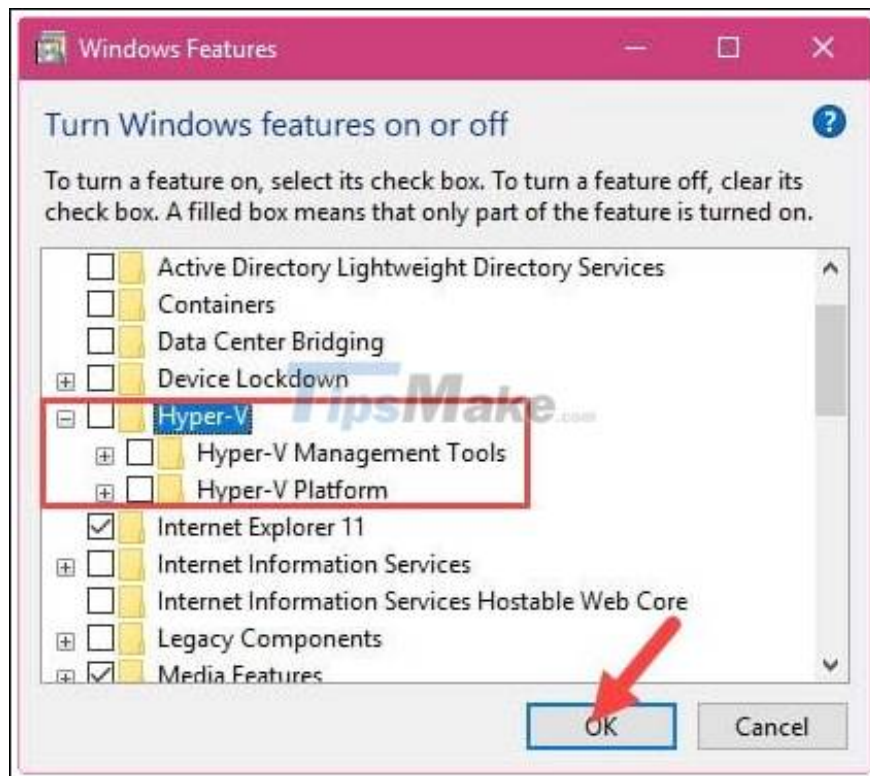 Windows Features
Turn Windows features on or off
To turn a feature on, select its check box. To turn a feature off, clear its
check box. A filled box means that only part of the feature is turned on.
Active Directory Lightweight Directory Services
Containers
Data Center Bridging
Device Lockdown
TipsMake.com
Hyper-V
Hyper-V Management Tools
Hyper-V Platform
Internet Explorer 11
Internet Information Services
Internet Information Services Hostable Web Core
Legacy Components
Media Features
OK Cancel